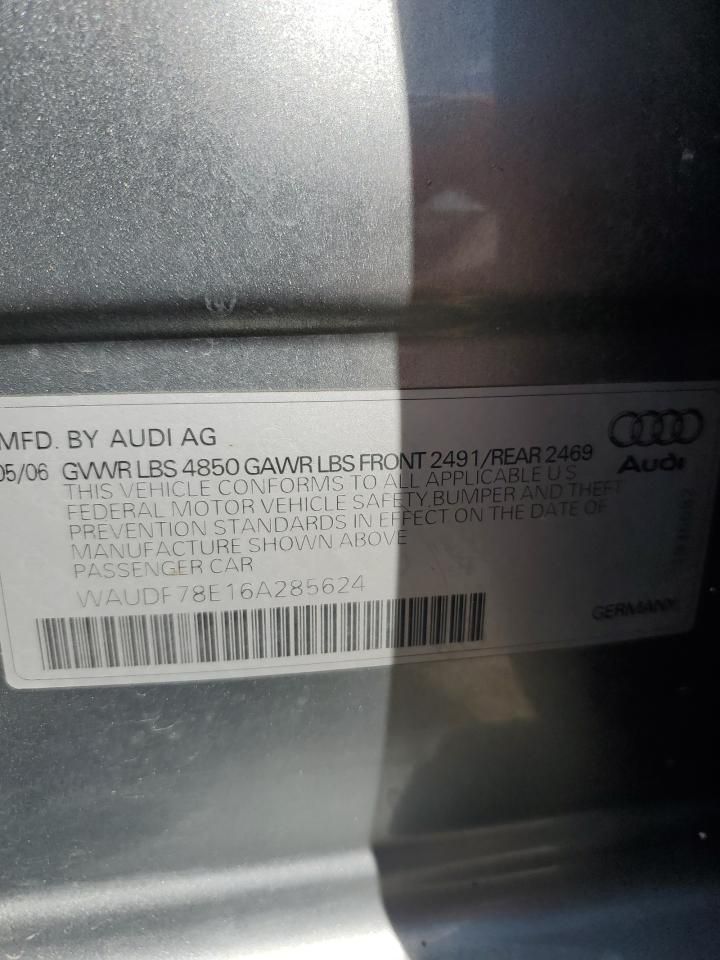 MFD. BY AUDI AG
05/06 GVWR LBS 4850 GAWR LBS FRONT 2491/REAR 2469
Audi
THIS VEHICLE CONFORMS TO ALL APPLICABLE U S
FEDERAL MOTOR VEHICLE SAFETY,BUMPER AND THEFT
PREVENTION STANDARDS IN EFFECT ON THE DATE OF
MANUFACTURE SHOWN ABOVE
PASSENGER CAR
WAUDF78E16A285624
GERMANY